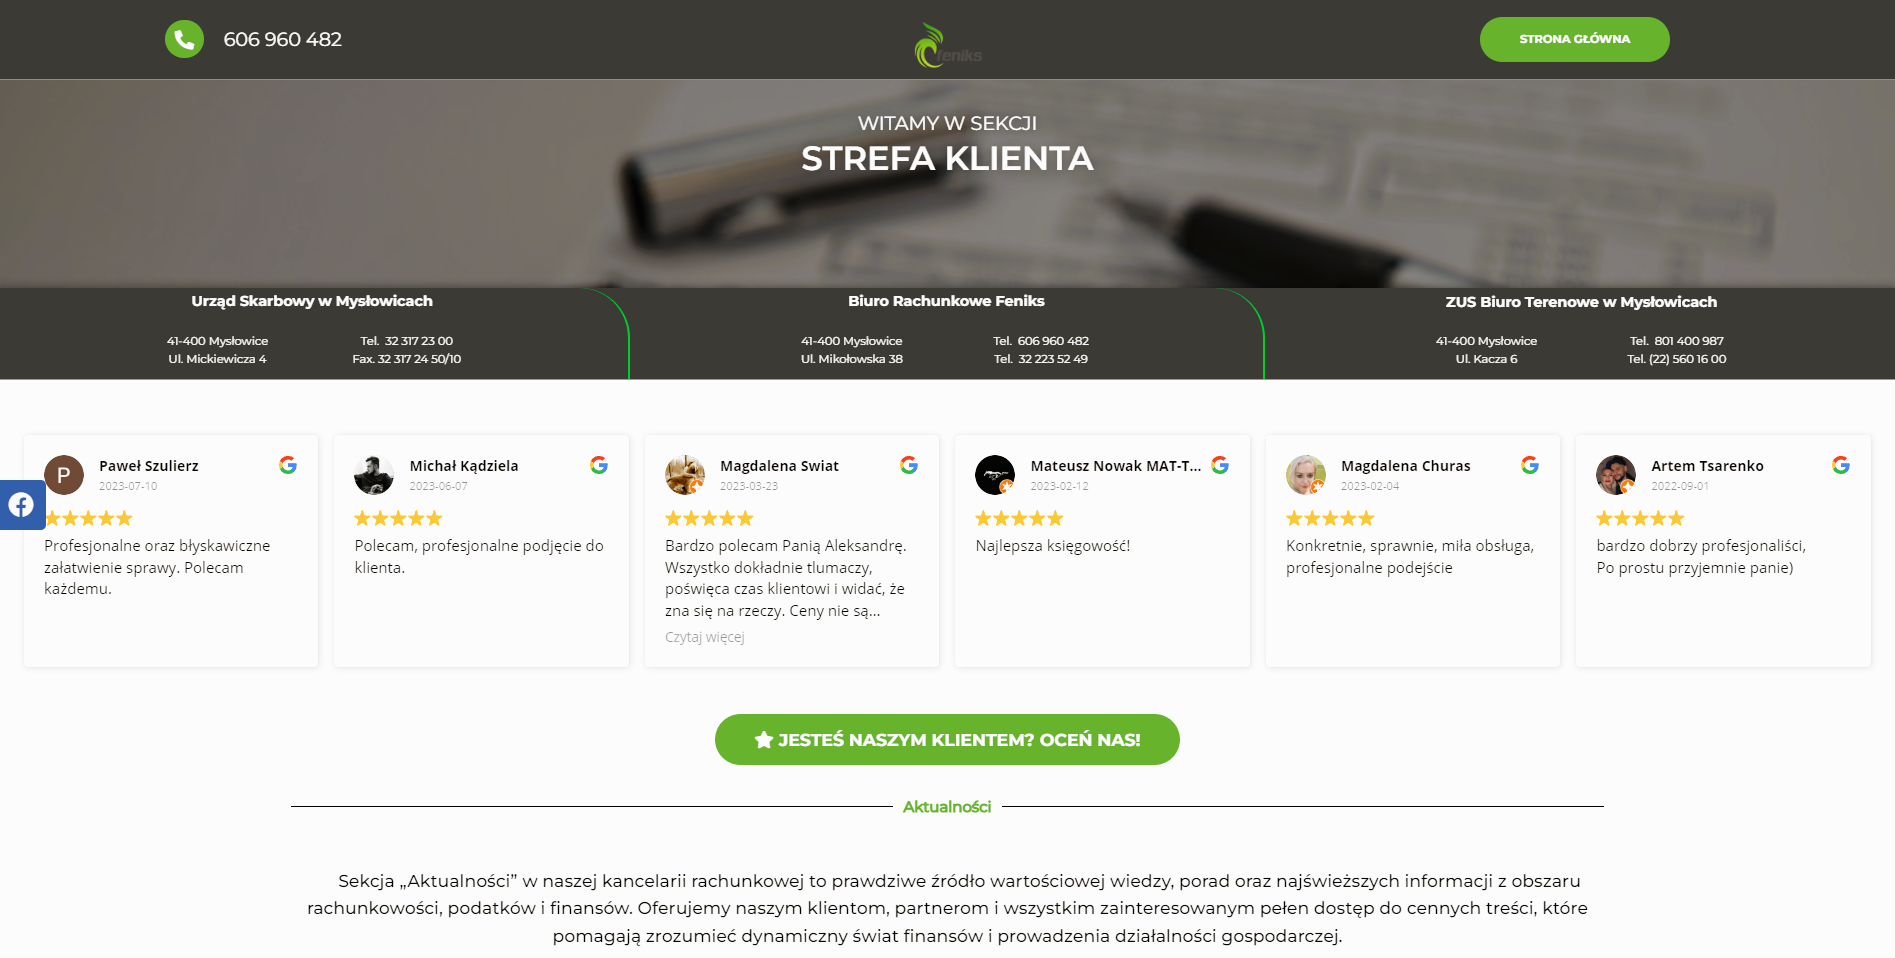 606 960 482
feniks
STRONA GŁÓWNA
WITAMY W SEKCJI
STREFA KLIENTA
Urząd Skarbowy w Mysłowicach
41-400 Mysłowice
Ul. Mickiewicza 4
Tel. 32 317 23 00
Fax. 32 317 24 50/10
Biuro Rachunkowe Feniks
41-400 Mysłowice
Ul. Mikołowska 38
Tel. 606 960 482
Tel. 32 223 52 49
ZUS Biuro Terenowe w Mysłowicach
41-400 Mysłowice
Ul. Kacza 6
Tel. 801 400 987
Tel. (22) 560 16 00
P
Paweł Szulierz
2023-07-10
Profesjonalne oraz błyskawiczne
załatwienie sprawy. Polecam
każdemu.
Michał Kądziela
2023-06-07
Polecam, profesjonalne podjęcie do
klienta.
Magdalena Swiat
2023-03-23
Bardzo polecam Panią Aleksandrę.
Wszystko dokładnie tlumaczy,
poświęca czas klientowi i widać, że
zna się na rzeczy. Ceny nie są...
Czytaj więcej
Mateusz Nowak MAT-T...
2023-02-12
Najlepsza księgowość!
Magdalena Churas
2023-02-04
Konkretnie, sprawnie, miła obsługa,
profesjonalne podejście
Artem Tsarenko
2022-09-01
bardzo dobrzy profesjonaliści,
Po prostu przyjemnie panie)
JESTEŚ NASZYM KLIENTEM? OCEŃ NAS!
Aktualności
Sekcja „Aktualności” w naszej kancelarii rachunkowej to prawdziwe źródło wartościowej wiedzy, porad oraz najświeższych informacji z obszaru
rachunkowości, podatków i finansów. Oferujemy naszym klientom, partnerom i wszystkim zainteresowanym pełen dostęp do cennych treści, które
pomagają zrozumieć dynamiczny świat finansów i prowadzenia działalności gospodarczej.